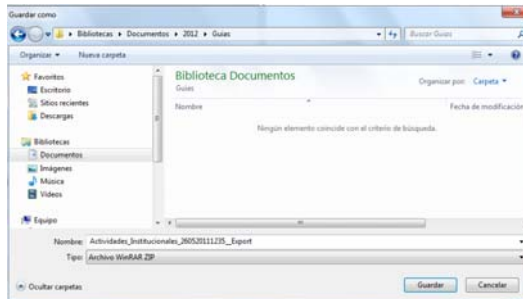 Guardar como
Bibliotecas ▸ Documentos ▸ 2012 ▸ Guias
Buscar Guias
Organizar ▾ Nueva carpeta
Favoritos
Escritorio
Sitios recientes
Descargas
Bibliotecas
Documentos
Imágenes
Música
Videos
Equipo
Biblioteca Documentos
Guias
Organizar por: Carpeta ▾
Nombre
Fecha de modificación
Ningún elemento coincide con el criterio de búsqueda.
Nombre: Actividades_Institucionales_260520111235_Export
Tipo: Archivo WinRAR ZIP
Ocultar carpetas
Guardar
Cancelar